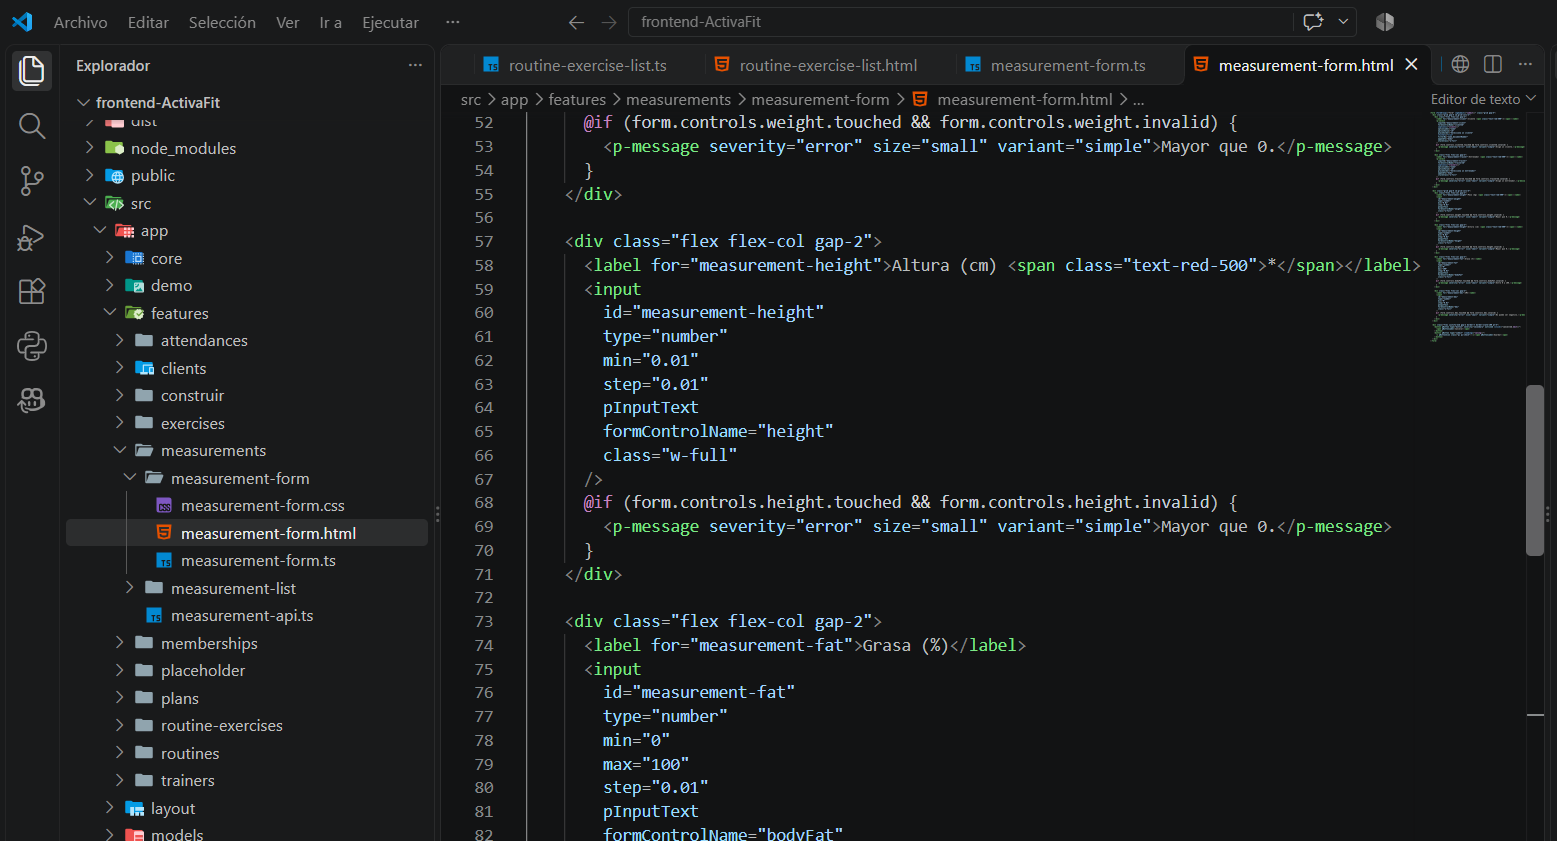 Archivo Editar Selección Ver Ir a Ejecutar ···
frontend-ActivaFit
Explorador ···
frontend-ActivaFit
dist
node_modules
public
src
app
core
demo
features
attendances
clients
construir
exercises
measurements
measurement-form
measurement-form.css
measurement-form.html
measurement-form.ts
measurement-list
measurement-api.ts
memberships
placeholder
plans
routine-exercises
routines
trainers
layout
models
routine-exercise-list.ts routine-exercise-list.html measurement-form.ts measurement-form.html
src > app > features > measurements > measurement-form > measurement-form.html > ...
Editor de texto
52 @if (form.controls.weight.touched && form.controls.weight.invalid) {
53 <p-message severity="error" size="small" variant="simple">Mayor que 0.</p-message>
54 }
55 </div>
56
57 <div class="flex flex-col gap-2">
58 <label for="measurement-height">Altura (cm) <span class="text-red-500">*</span></label>
59 <input
60 id="measurement-height"
61 type="number"
62 min="0.01"
63 step="0.01"
64 pInputText
65 formControlName="height"
66 class="w-full"
67 />
68 @if (form.controls.height.touched && form.controls.height.invalid) {
69 <p-message severity="error" size="small" variant="simple">Mayor que 0.</p-message>
70 }
71 </div>
72
73 <div class="flex flex-col gap-2">
74 <label for="measurement-fat">Grasa (%)</label>
75 <input
76 id="measurement-fat"
77 type="number"
78 min="0"
79 max="100"
80 step="0.01"
81 pInputText
82 formControlName="bodyFat"